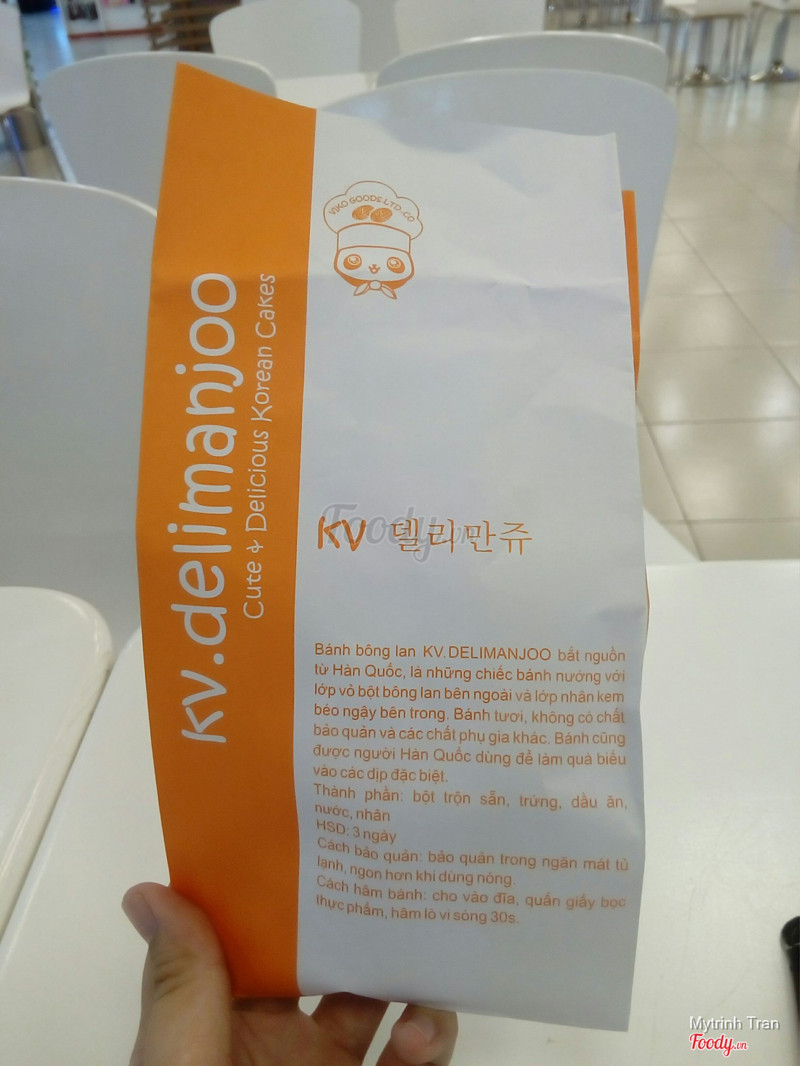 KV.delimanjoo
Cute & Delicious Korean Cakes
VIKO GOODS LTD.CO
KV 델리만쥬
Foody.vn
Bánh bông lan KV.DELIMANJOO bắt nguồn
từ Hàn Quốc, là những chiếc bánh nướng với
lớp vỏ bột bông lan bên ngoài và lớp nhân kem
béo ngậy bên trong. Bánh tươi, không có chất
bảo quản và các chất phụ gia khác. Bánh cũng
được người Hàn Quốc dùng để làm quà biếu
vào các dịp đặc biệt.
Thành phần: bột trộn sẵn, trứng, dầu ăn,
nước, nhân
HSD: 3 ngày
Cách bảo quản: bảo quản trong ngăn mát tủ
lạnh, ngon hơn khi dùng nóng.
Cách hâm bánh: cho vào đĩa, quấn giấy bọc
thực phẩm, hâm lò vi sóng 30s.
Mytrinh Tran
Foody.vn